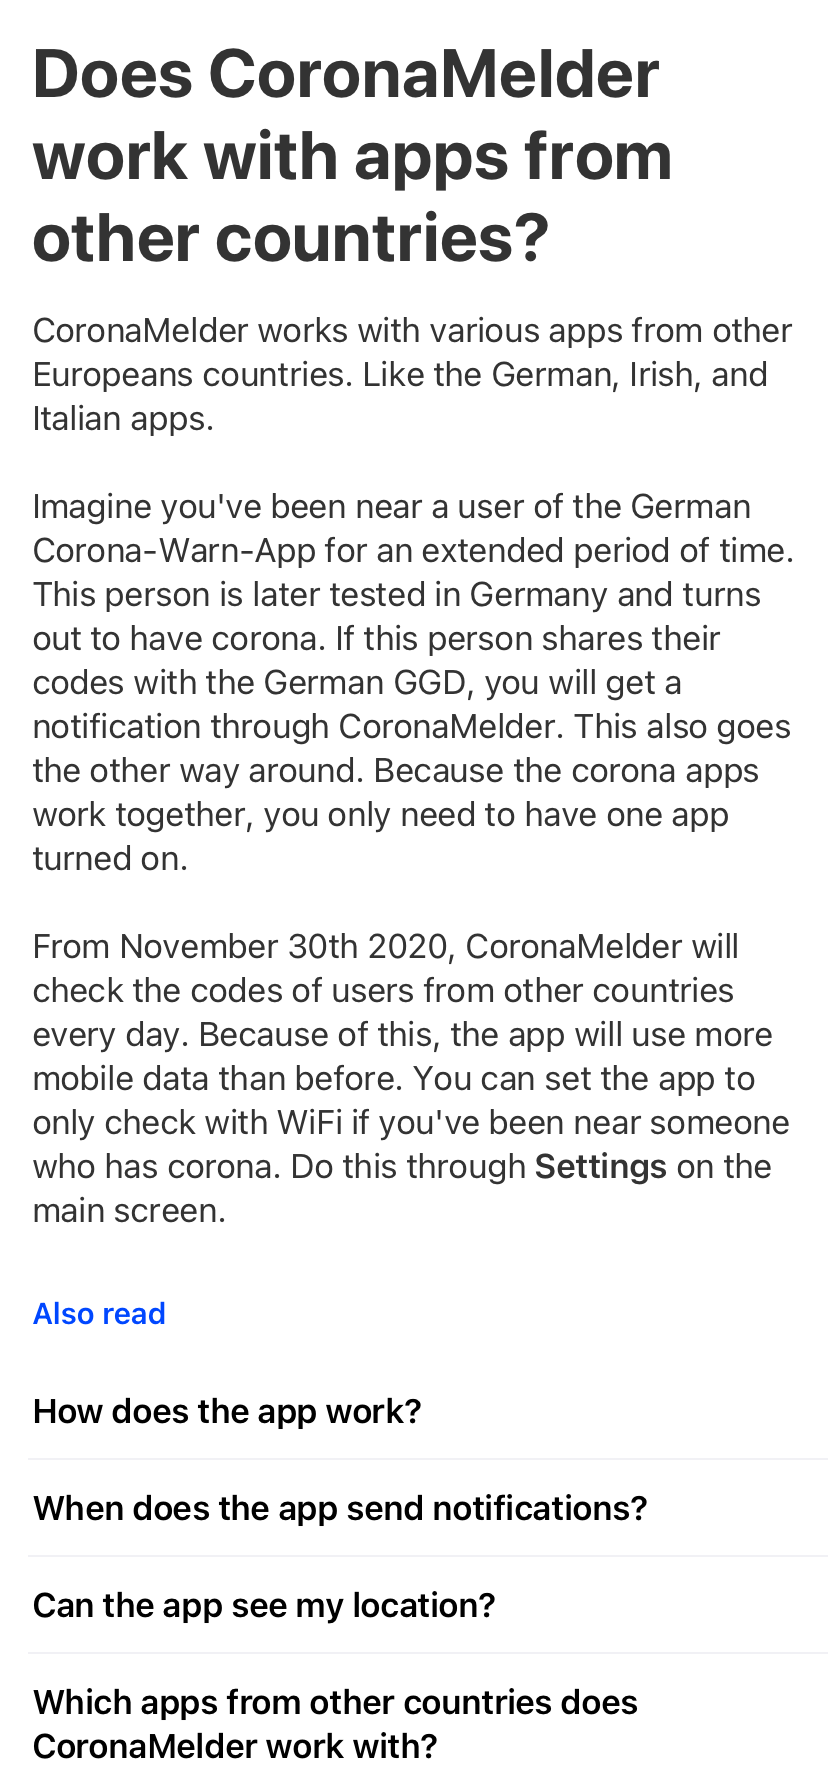 Does CoronaMelder
work with apps from
other countries?
CoronaMelder works with various apps from other
Europeans countries. Like the German, Irish, and
Italian apps.
Imagine you've been near a user of the German
Corona-Warn-App for an extended period of time.
This person is later tested in Germany and turns
out to have corona. If this person shares their
codes with the German GGD, you will get a
notification through CoronaMelder. This also goes
the other way around. Because the corona apps
work together, you only need to have one app
turned on.
From November 30th 2020, CoronaMelder will
check the codes of users from other countries
every day. Because of this, the app will use more
mobile data than before. You can set the app to
only check with WiFi if you've been near someone
who has corona. Do this through Settings on the
main screen.
Also read
How does the app work?
When does the app send notifications?
Can the app see my location?
Which apps from other countries does
CoronaMelder work with?